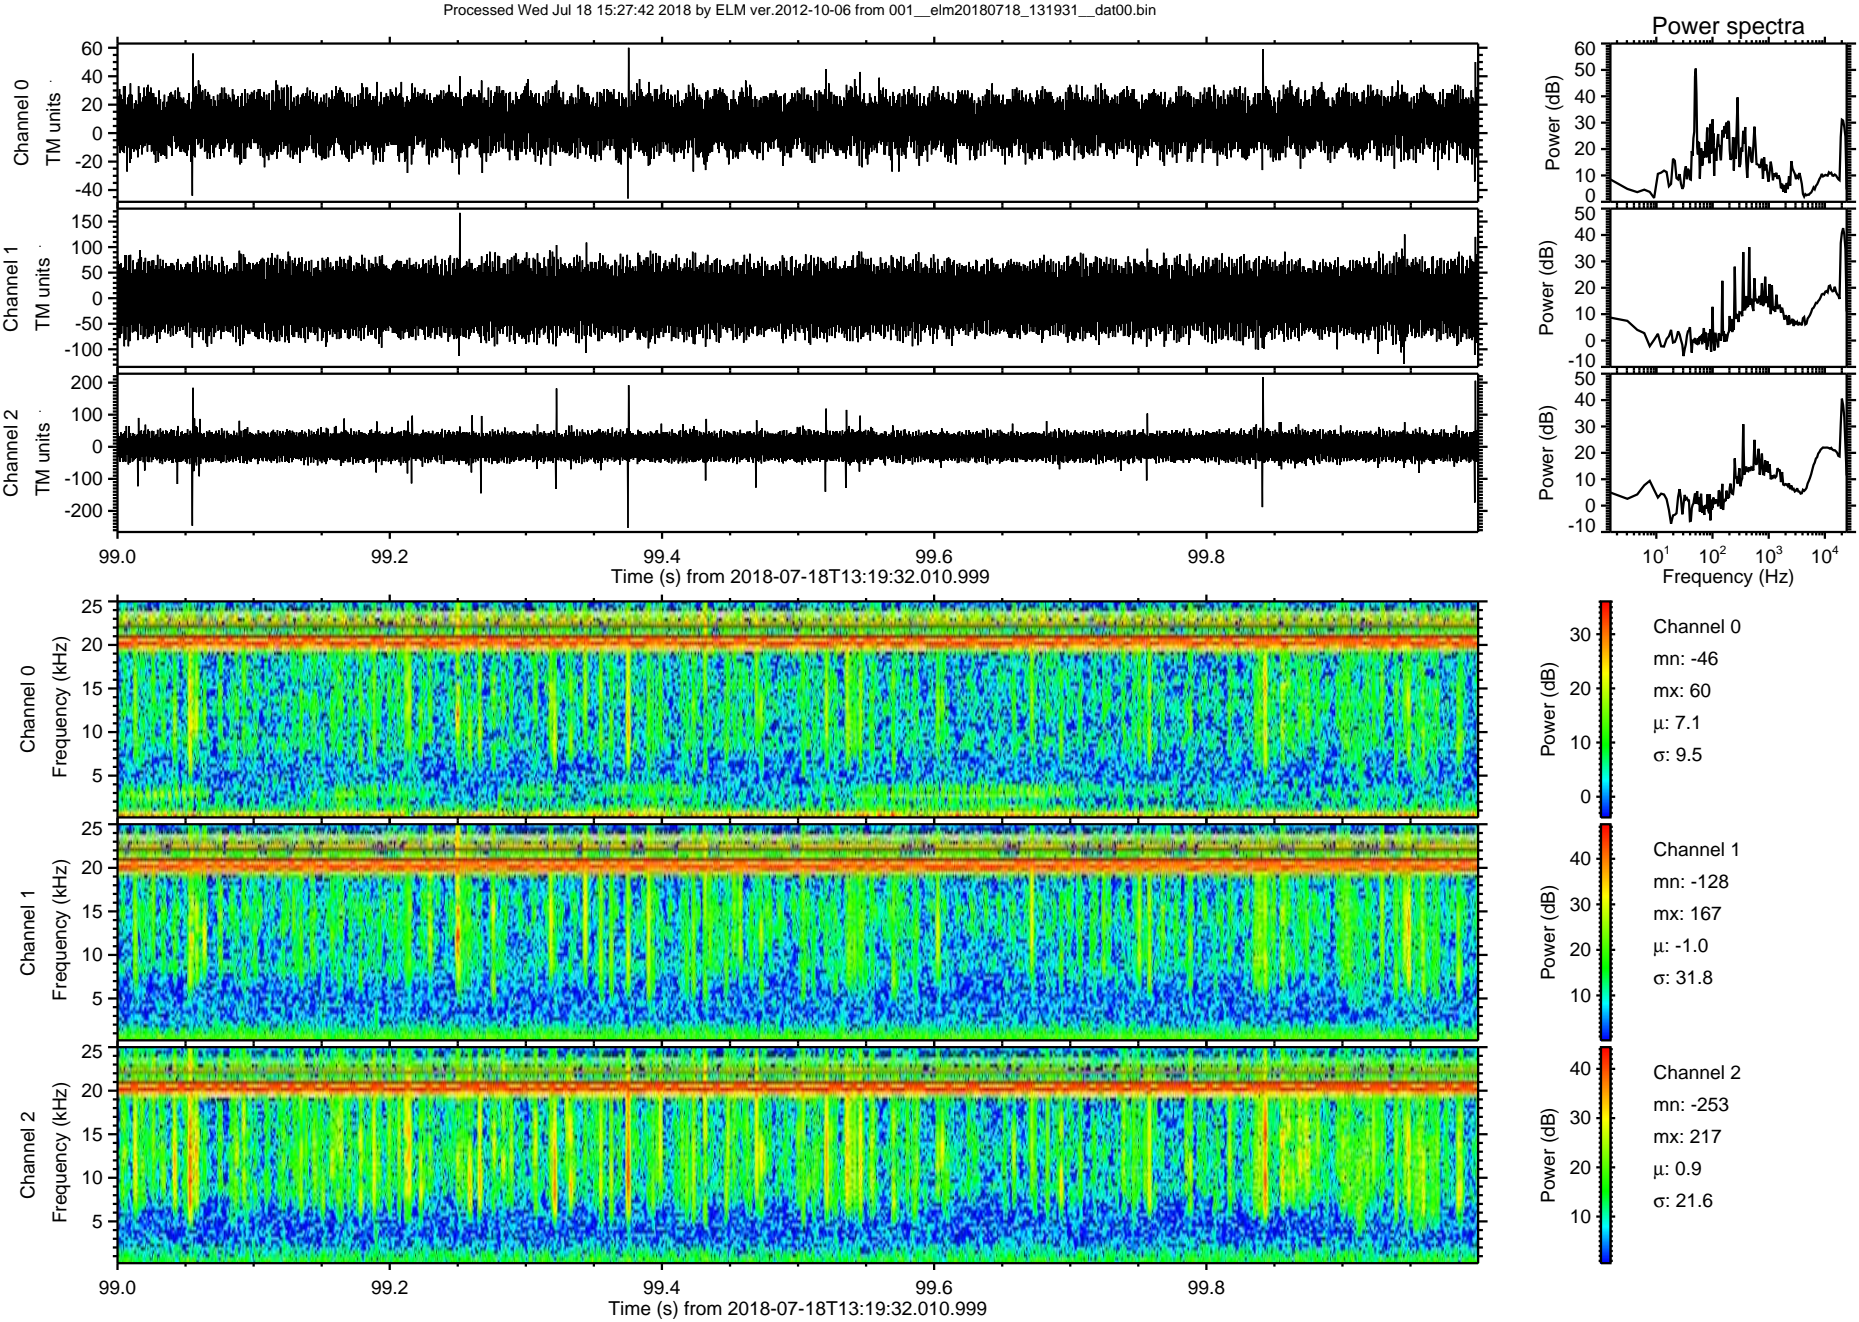 Processed Wed Jul 18 15:27:42 2018 by ELM ver.2012-10-06 from 001__elm20180718_131931__dat00.bin
Power spectra
Channel 0
TM units
60
40
20
0
-20
-40
Power (dB)
60
50
40
30
20
10
0
Channel 1
TM units
150
100
50
0
-50
-100
Power (dB)
50
40
30
20
10
0
-10
Channel 2
TM units
200
100
0
-100
-200
Power (dB)
50
40
30
20
10
0
-10
99.0 99.2 99.4 99.6 99.8
Time (s) from 2018-07-18T13:19:32.010.999
10¹ 10² 10³ 10⁴
Frequency (Hz)
Channel 0
Frequency (kHz)
25
20
15
10
5
Power (dB)
30
20
10
0
Channel 0
mn: -46
mx: 60
µ: 7.1
σ: 9.5
Channel 1
Frequency (kHz)
25
20
15
10
5
Power (dB)
40
30
20
10
Channel 1
mn: -128
mx: 167
µ: -1.0
σ: 31.8
Channel 2
Frequency (kHz)
25
20
15
10
5
Power (dB)
40
30
20
10
Channel 2
mn: -253
mx: 217
µ: 0.9
σ: 21.6
99.0 99.2 99.4 99.6 99.8
Time (s) from 2018-07-18T13:19:32.010.999